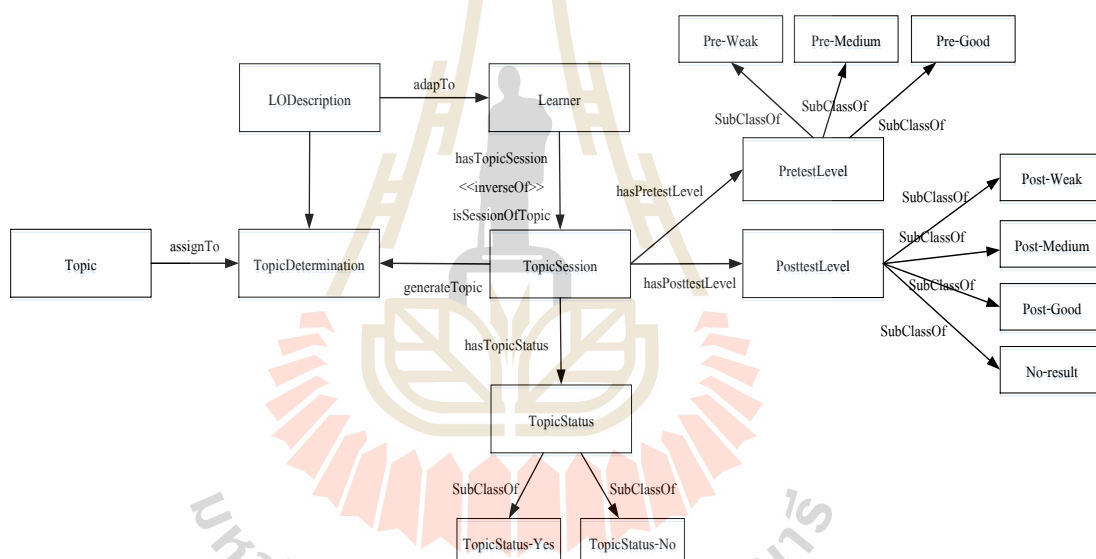 Pre-Weak
Pre-Medium
Pre-Good
LODescription
adapTo
Learner
SubClassOf
SubClassOf
SubClassOf
hasTopicSession
<<inverseOf>>
isSessionOfTopic
hasPretestLevel
PretestLevel
Post-Weak
SubClassOf
Topic
assignTo
TopicDetermination
generateTopic
TopicSession
hasPosttestLevel
PosttestLevel
SubClassOf
Post-Medium
SubClassOf
Post-Good
SubClassOf
No-result
hasTopicStatus
TopicStatus
SubClassOf
SubClassOf
TopicStatus-Yes
TopicStatus-No